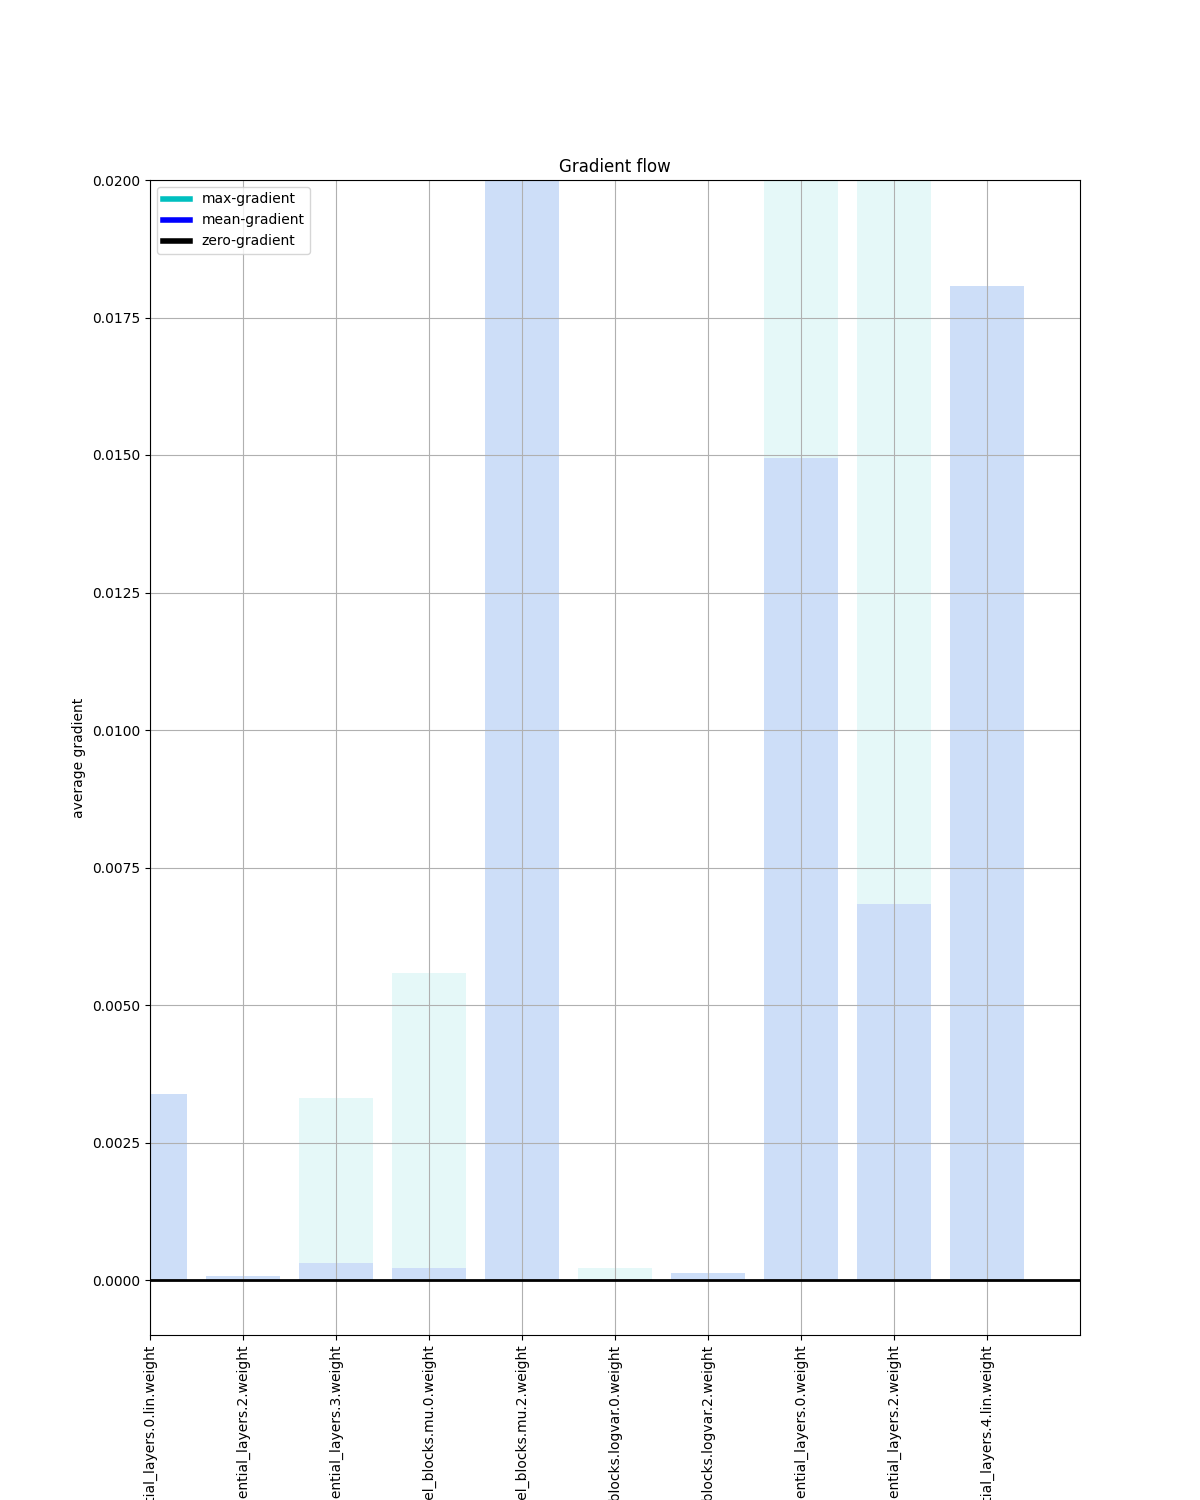 Gradient flow
max-gradient
mean-gradient
zero-gradient
0.0200
0.0175
0.0150
0.0125
0.0100
0.0075
0.0050
0.0025
0.0000
average gradient
tial_layers.0.lin.weight
ential_layers.2.weight
ential_layers.3.weight
el_blocks.mu.0.weight
el_blocks.mu.2.weight
blocks.logvar.0.weight
blocks.logvar.2.weight
ential_layers.0.weight
ential_layers.2.weight
tial_layers.4.lin.weight